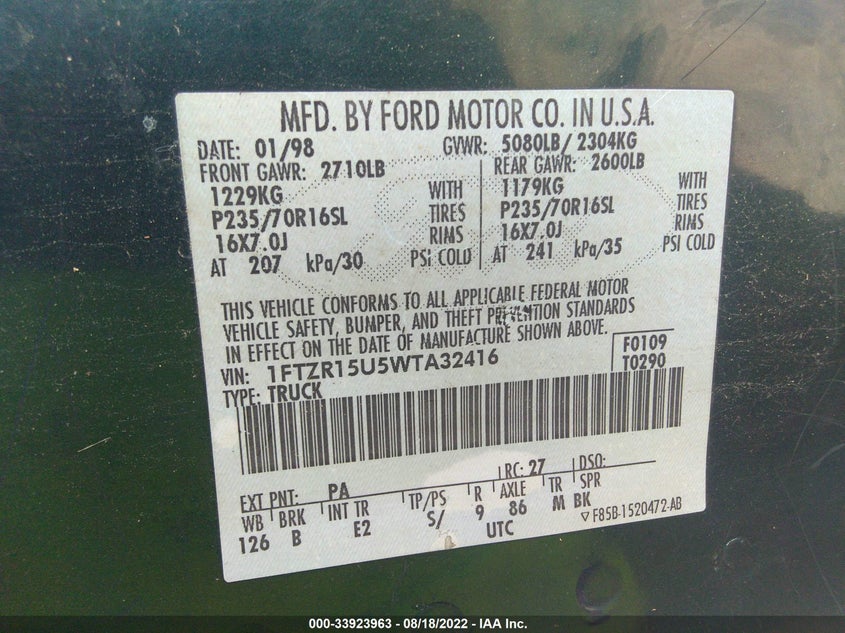 MFD. BY FORD MOTOR CO. IN U.S.A.
DATE: 01/98 GVWR: 5080LB/ 2304KG
FRONT GAWR: 2710LB REAR GAWR: 2600LB
1229KG WITH 1179KG WITH
P235/70R16SL TIRES P235/70R16SL TIRES
16X7.0J RIMS 16X7.0J RIMS
AT 207 kPa/30 PSI COLD AT 241 kPa/35 PSI COLD
THIS VEHICLE CONFORMS TO ALL APPLICABLE FEDERAL MOTOR
VEHICLE SAFETY, BUMPER, AND THEFT PREVENTION STANDARDS
IN EFFECT ON THE DATE OF MANUFACTURE SHOWN ABOVE.
VIN: 1FTZR15U5WTA32416 F0109
TYPE: TRUCK T0290
EXT PNT: PA RC: 27 DSO:
WB BRK INT TR TP/PS R AXLE TR SPR
126 B E2 S/ 9 86 M BK
UTC ▽ F85B-1520472-AB
000-33923963 - 08/18/2022 - IAA Inc.